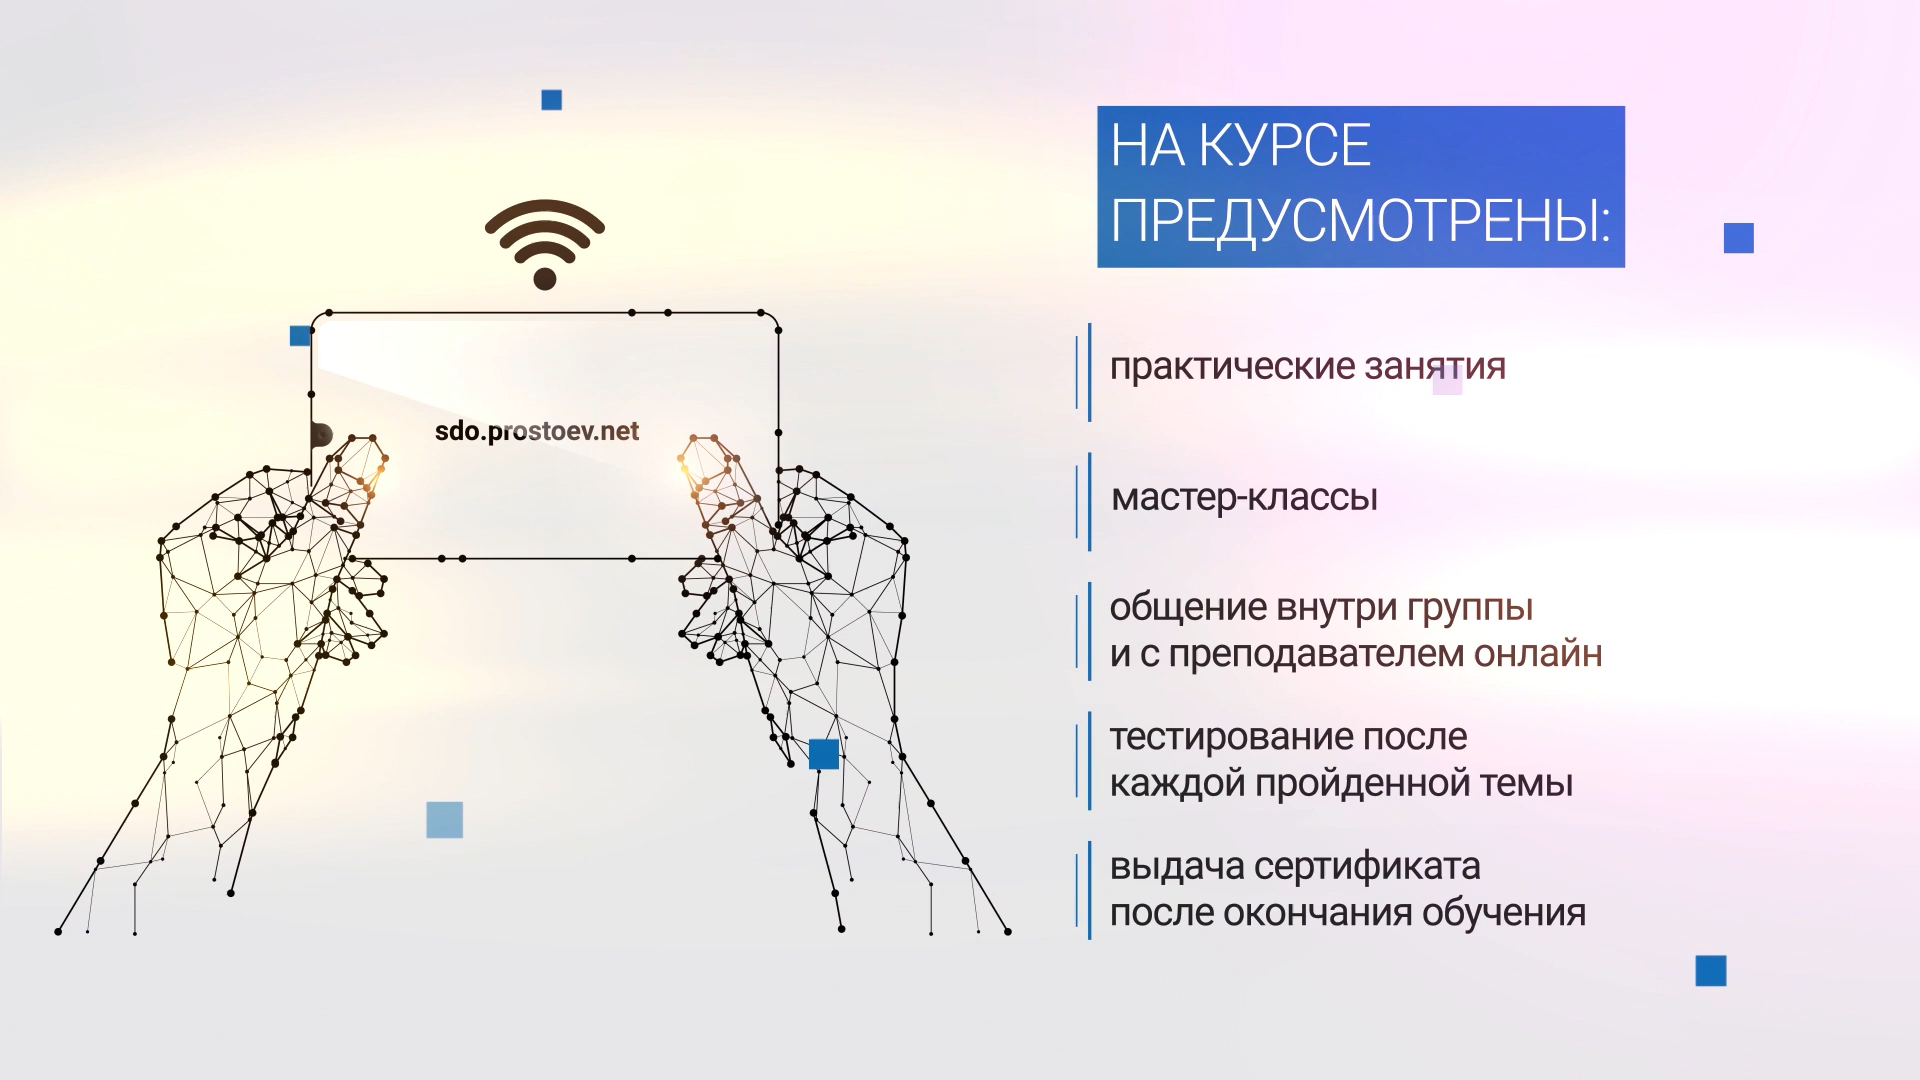 НА КУРСЕ
ПРЕДУСМОТРЕНЫ:
sdo.prostoev.net
практические занятия
мастер-классы
общение внутри группы
и с преподавателем онлайн
тестирование после
каждой пройденной темы
выдача сертификата
после окончания обучения